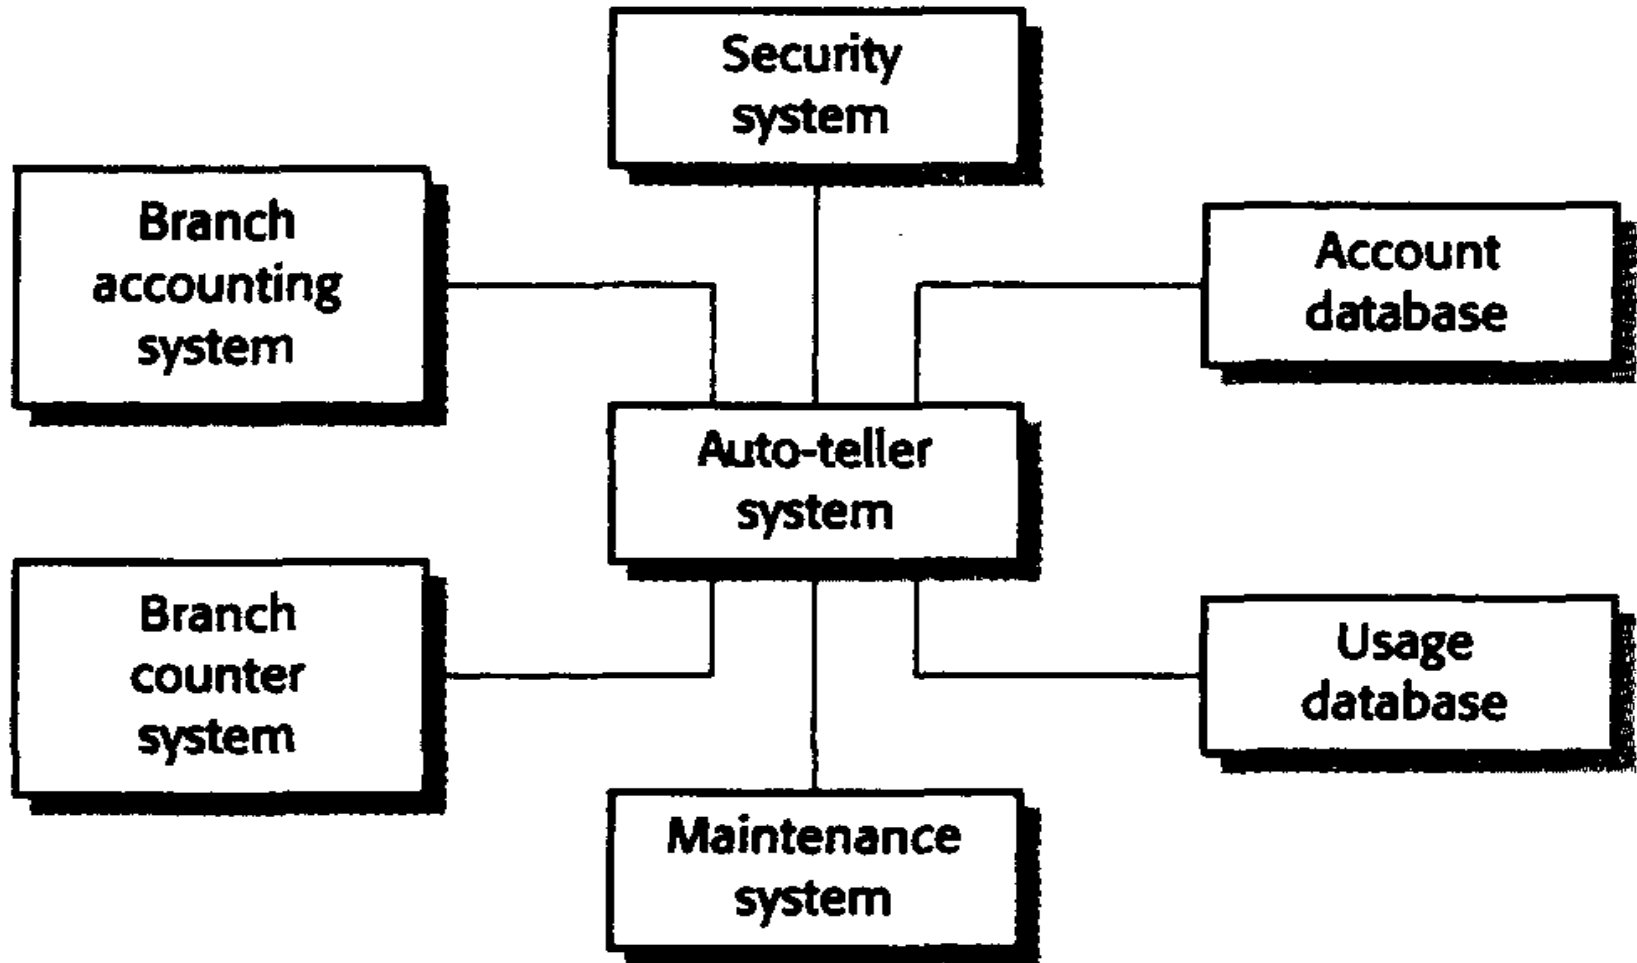 Security
system
Branch
accounting
system
Account
database
Auto-teller
system
Branch
counter
system
Usage
database
Maintenance
system